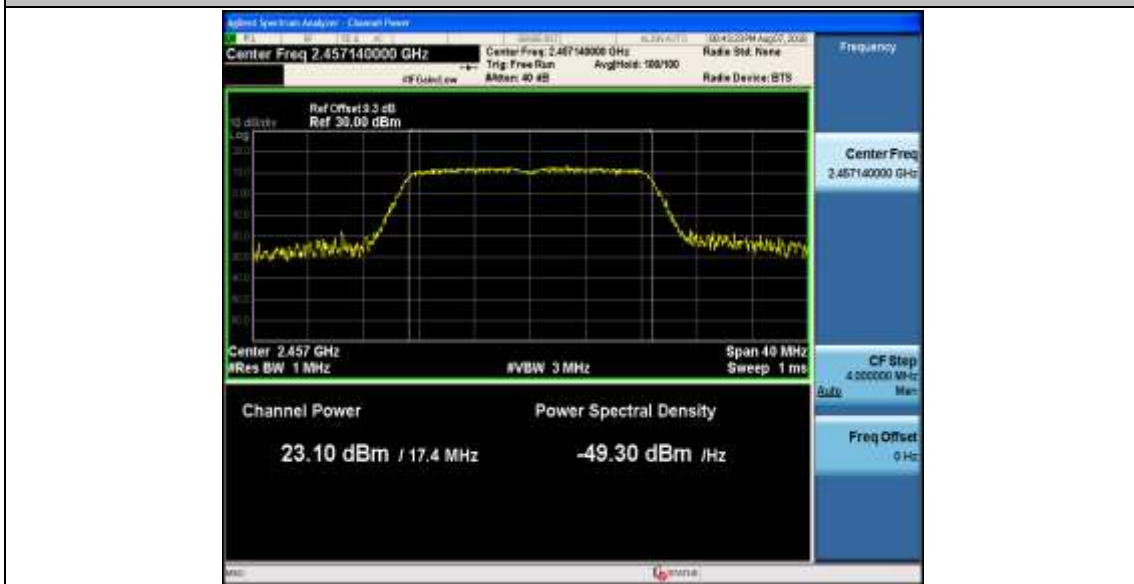 Agilent Spectrum Analyzer - Channel Power
Center Freq 2.457140000 GHz
Center Freq: 2.457140000 GHz
Radio Std: None
Trig: Free Run
Avg|Hold: 100/100
#IFGain:Low
#Atten: 40 dB
Radio Device: BTS
Frequency
Ref Offset 9.3 dB
10 dB/div
Ref 30.00 dBm
Log
Center Freq
2.457140000 GHz
Center 2.457 GHz
Span 40 MHz
#Res BW 1 MHz
#VBW 3 MHz
Sweep 1 ms
CF Step
4.000000 MHz
Auto
Man
Channel Power
Power Spectral Density
Freq Offset
0 Hz
23.10 dBm / 17.4 MHz
-49.30 dBm /Hz
MSG
STATUS